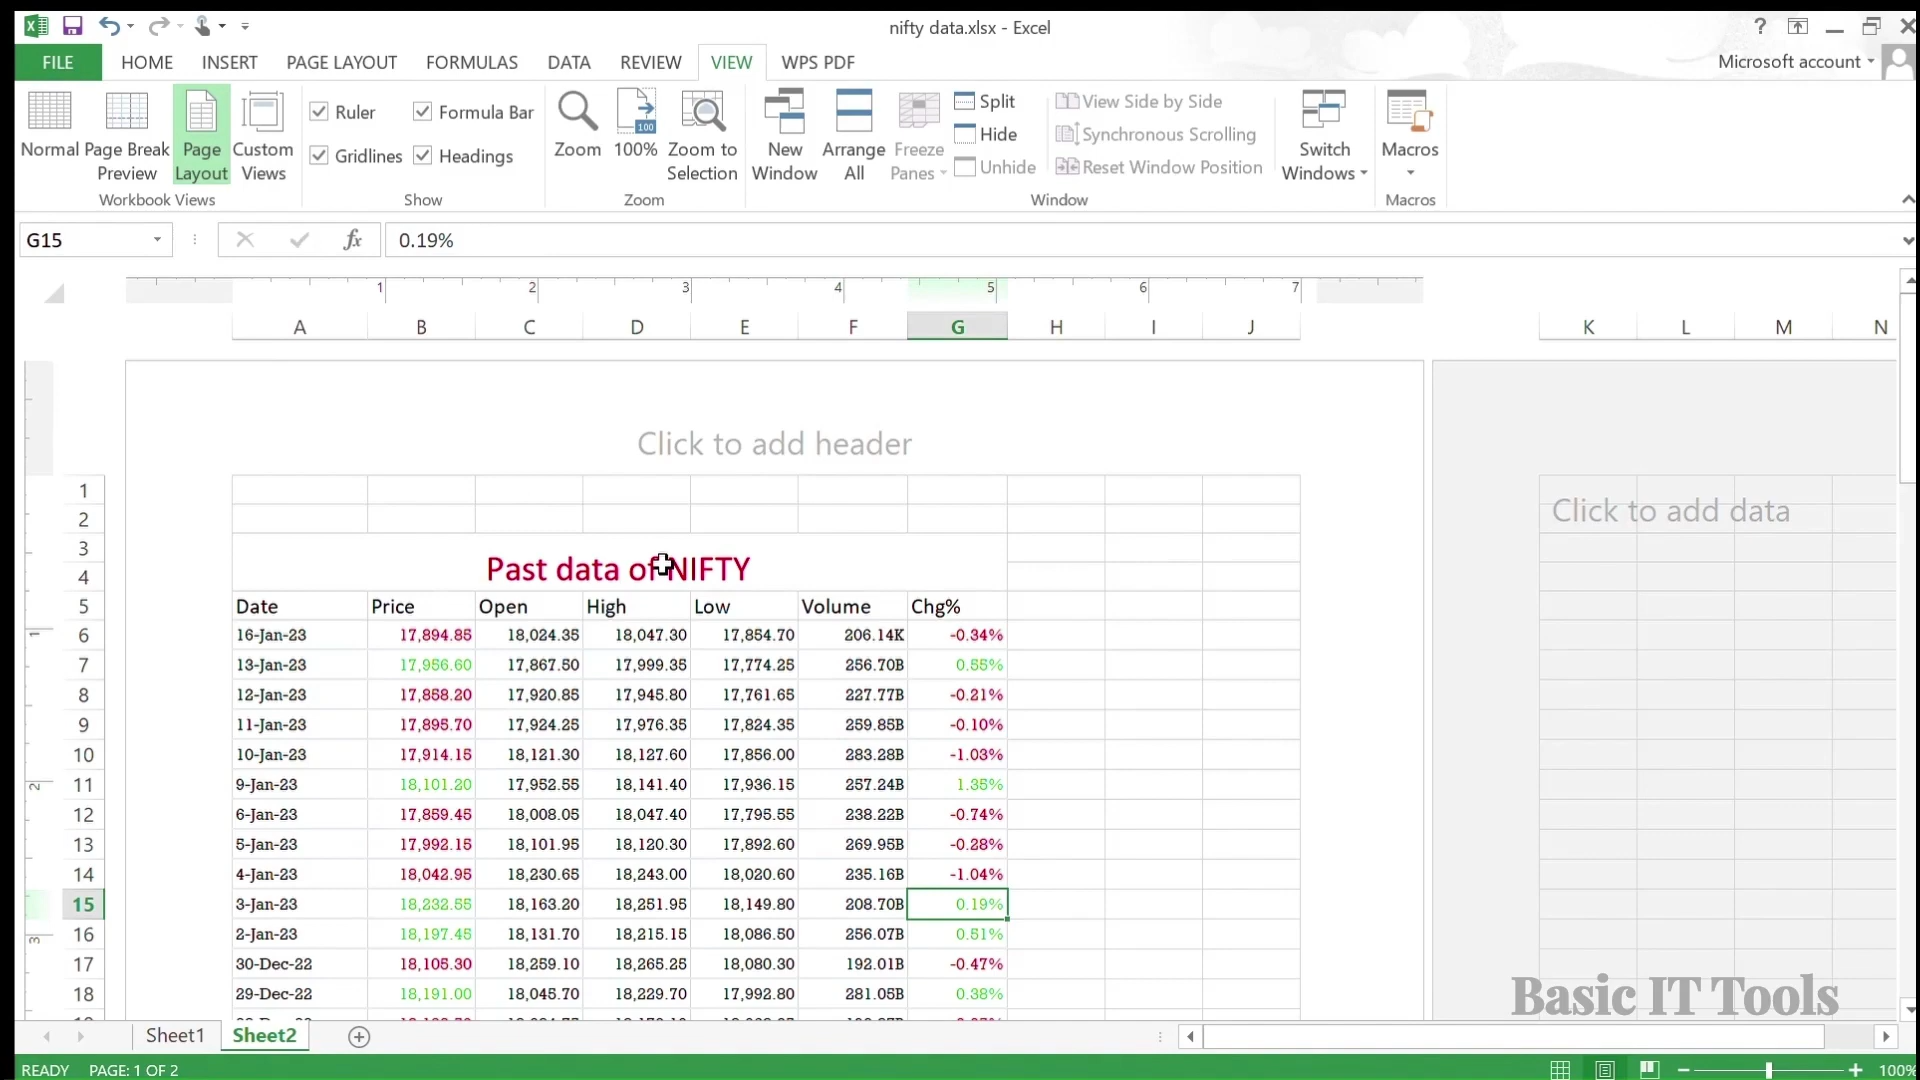 nifty data.xlsx - Excel
?
FILE HOME INSERT PAGE LAYOUT FORMULAS DATA REVIEW VIEW WPS PDF Microsoft account
Normal Page Break Preview Page Layout Custom Views
Workbook Views
Ruler Formula Bar
Gridlines Headings
Show
Zoom 100% Zoom to Selection
100
Zoom
New Window Arrange All Freeze Panes
Split
Hide
Unhide
View Side by Side
Synchronous Scrolling
Reset Window Position
Switch Windows
Window
Macros
Macros
G15 fx 0.19%
1 2 3 4 5 6 7
A B C D E F G H I J K L M N
Click to add header
1
2
Click to add data
3
4
Past data of NIFTY
5 Date Price Open High Low Volume Chg%
6 16-Jan-23 17,894.85 18,024.35 18,047.30 17,854.70 206.14K -0.34%
7 13-Jan-23 17,956.60 17,867.50 17,999.35 17,774.25 256.70B 0.55%
8 12-Jan-23 17,858.20 17,920.85 17,945.80 17,761.65 227.77B -0.21%
9 11-Jan-23 17,895.70 17,924.25 17,976.35 17,824.35 259.85B -0.10%
10 10-Jan-23 17,914.15 18,121.30 18,127.60 17,856.00 283.28B -1.03%
11 9-Jan-23 18,101.20 17,952.55 18,141.40 17,936.15 257.24B 1.35%
12 6-Jan-23 17,859.45 18,008.05 18,047.40 17,795.55 238.22B -0.74%
13 5-Jan-23 17,992.15 18,101.95 18,120.30 17,892.60 269.95B -0.28%
14 4-Jan-23 18,042.95 18,230.65 18,243.00 18,020.60 235.16B -1.04%
15 3-Jan-23 18,232.55 18,163.20 18,251.95 18,149.80 208.70B 0.19%
16 2-Jan-23 18,197.45 18,131.70 18,215.15 18,086.50 256.07B 0.51%
17 30-Dec-22 18,105.30 18,259.10 18,265.25 18,080.30 192.01B -0.47%
18 29-Dec-22 18,191.00 18,045.70 18,229.70 17,992.80 281.05B 0.38%
1
2
3
Basic IT Tools
Sheet1 Sheet2
READY PAGE: 1 OF 2 100%